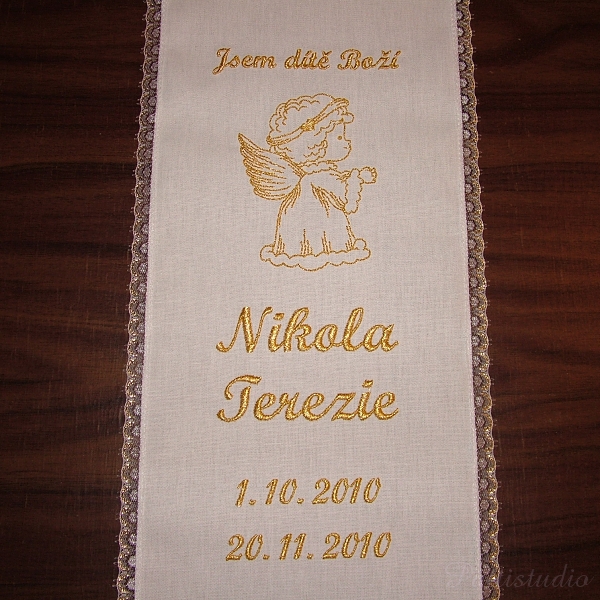 Jsem dítě Boží
Nikola
Terezie
1. 10. 2010
20. 11. 2010